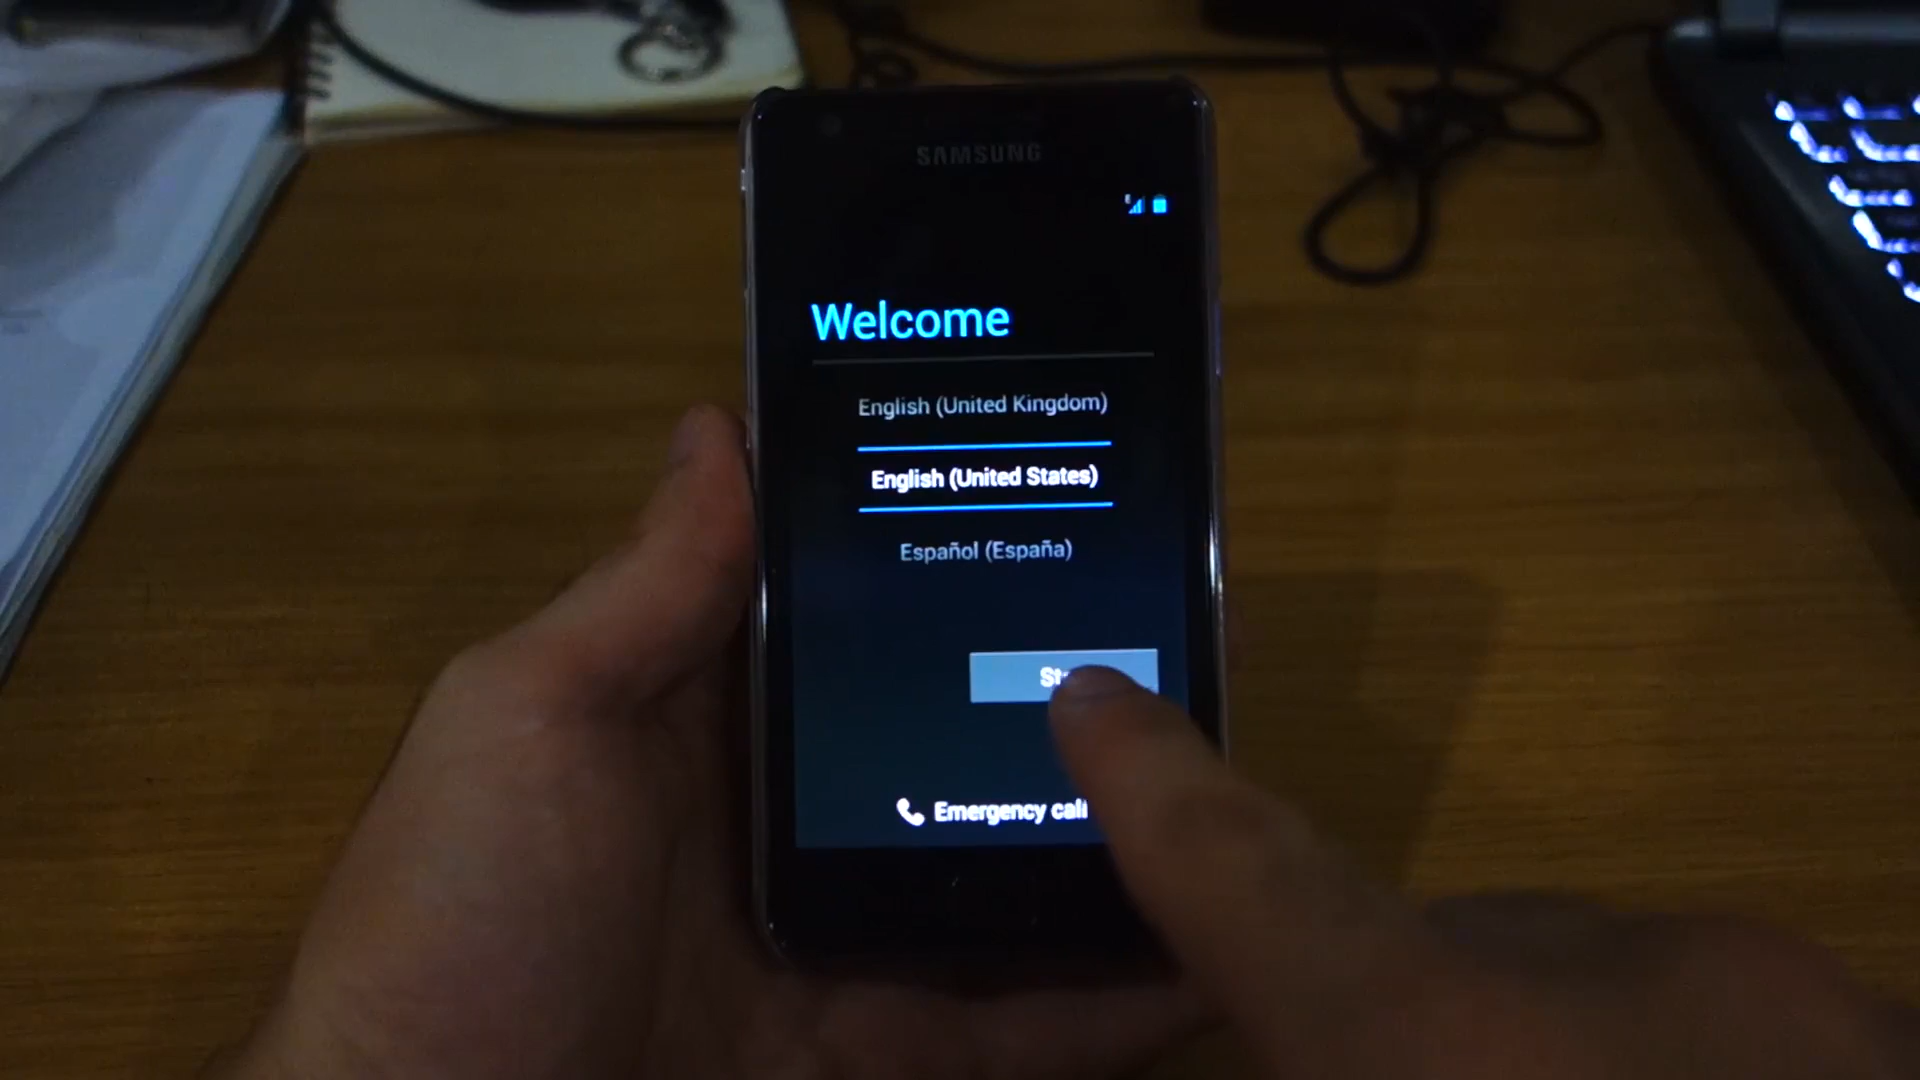 SAMSUNG
Welcome
English (United Kingdom)
English (United States)
Español (España)
Emergency call